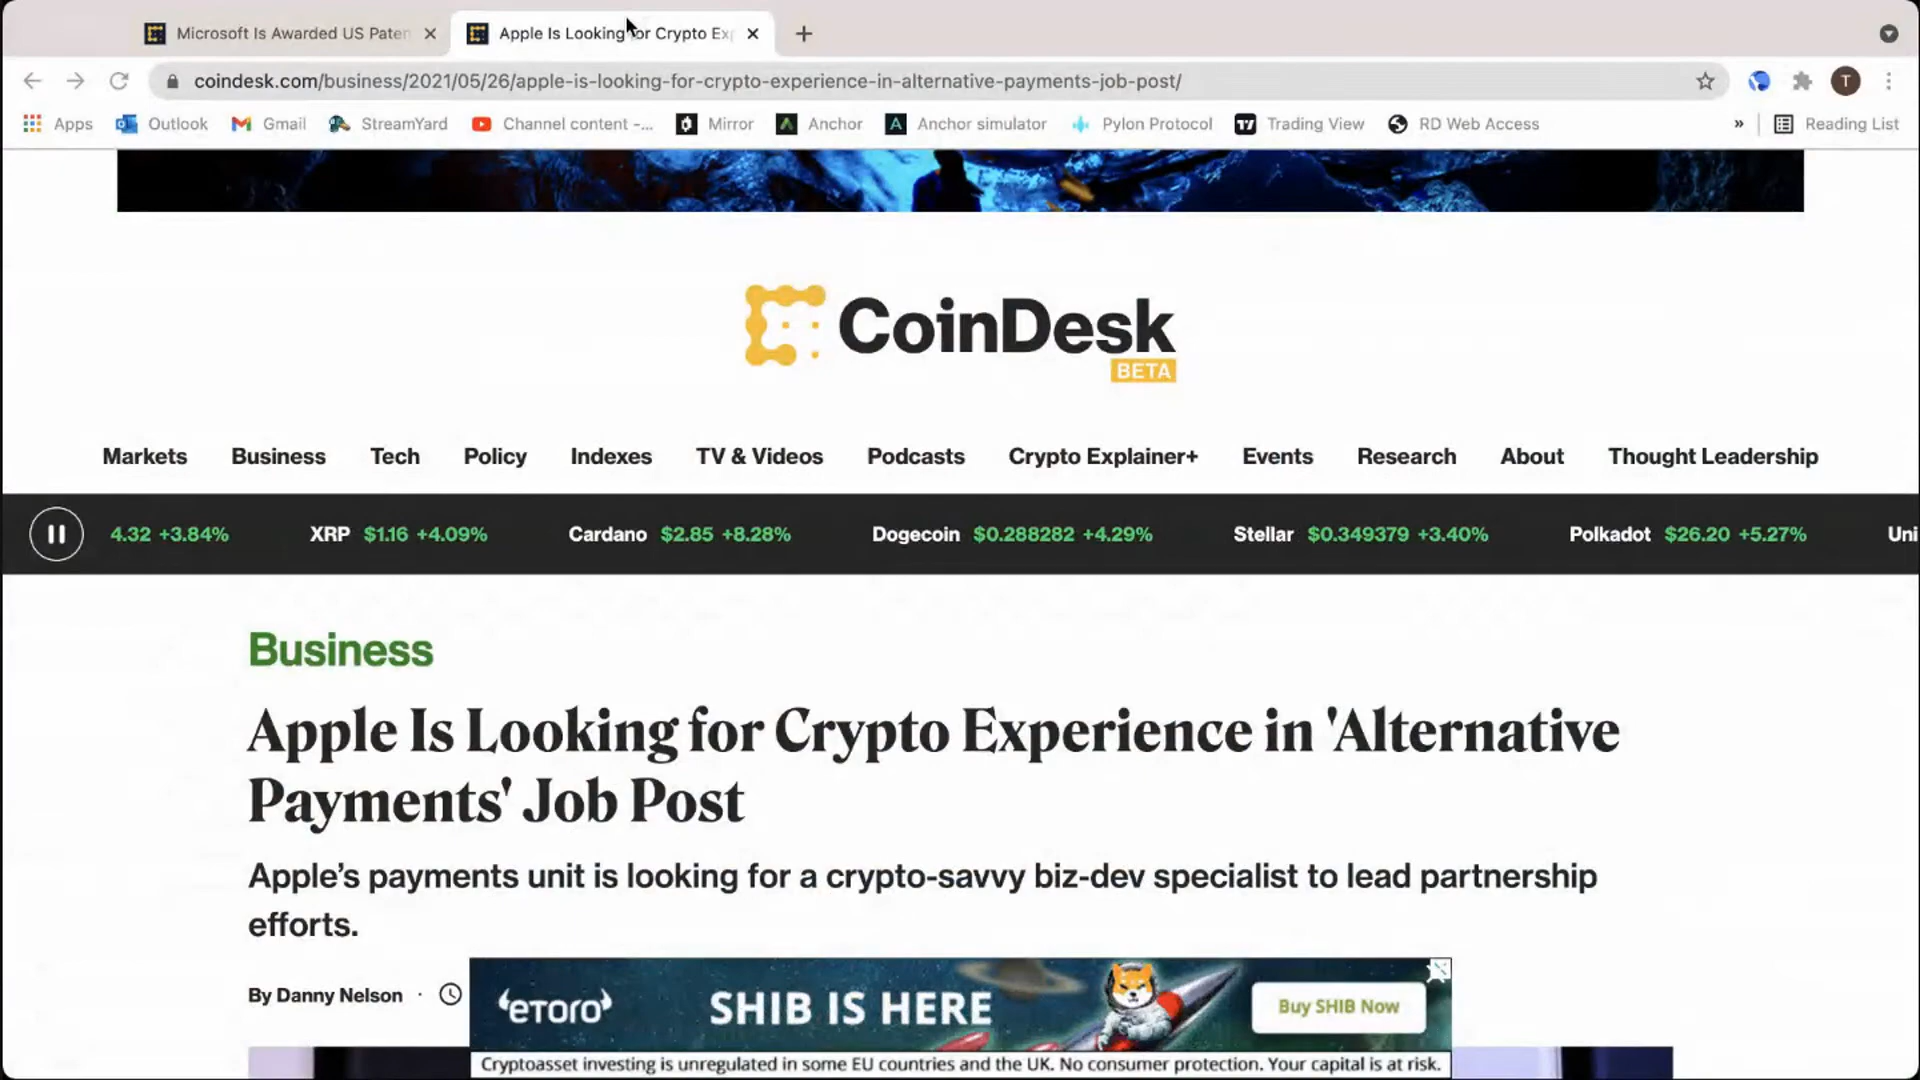 Microsoft Is Awarded US Paten
Apple Is Looking for Crypto Ex
coindesk.com/business/2021/05/26/apple-is-looking-for-crypto-experience-in-alternative-payments-job-post/
T
Apps Outlook Gmail StreamYard Channel content -... Mirror Anchor Anchor simulator Pylon Protocol Trading View RD Web Access » Reading List
CoinDesk
BETA
Markets Business Tech Policy Indexes TV & Videos Podcasts Crypto Explainer+ Events Research About Thought Leadership
4.32 +3.84% XRP $1.16 +4.09% Cardano $2.85 +8.28% Dogecoin $0.288282 +4.29% Stellar $0.349379 +3.40% Polkadot $26.20 +5.27% Uni
Business
Apple Is Looking for Crypto Experience in 'Alternative
Payments' Job Post
Apple's payments unit is looking for a crypto-savvy biz-dev specialist to lead partnership
efforts.
By Danny Nelson ·
eTORO SHIB IS HERE Buy SHIB Now
Cryptoasset investing is unregulated in some EU countries and the UK. No consumer protection. Your capital is at risk.